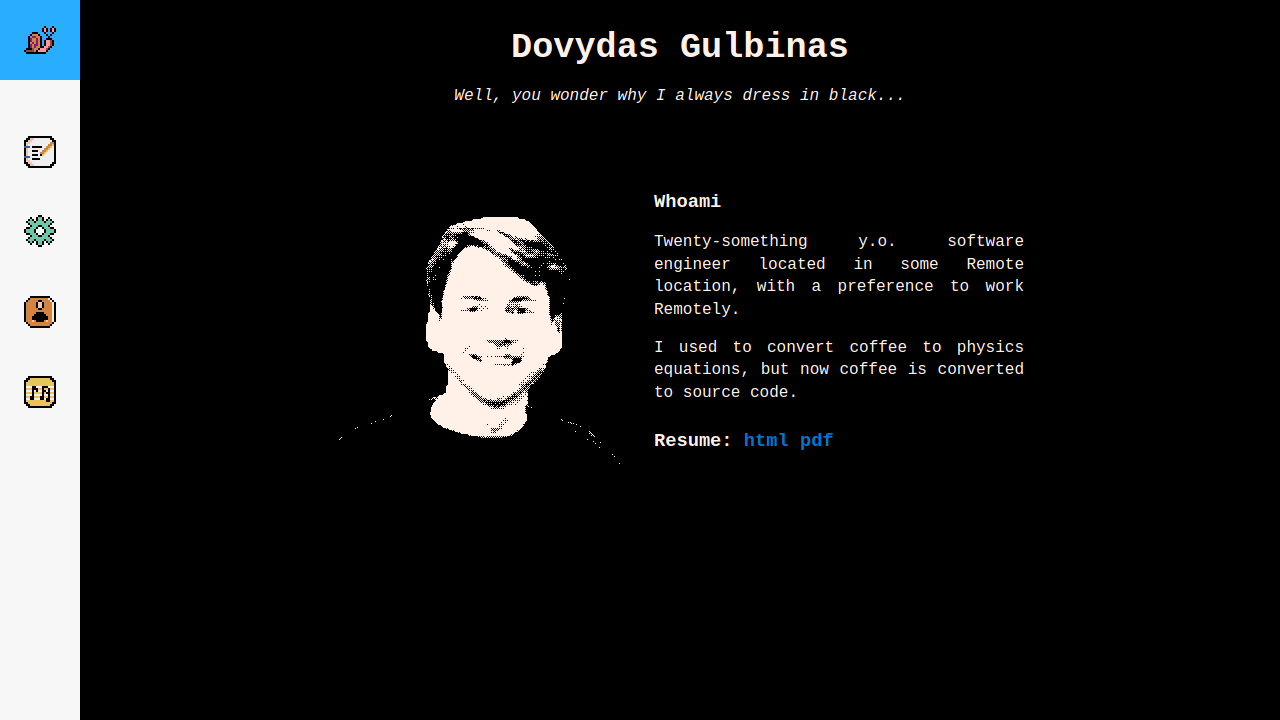 Dovydas Gulbinas
Well, you wonder why I always dress in black...
Whoami
Twenty-something y.o. software
engineer located in some Remote
location, with a preference to work
Remotely.
I used to convert coffee to physics
equations, but now coffee is converted
to source code.
Resume: html pdf